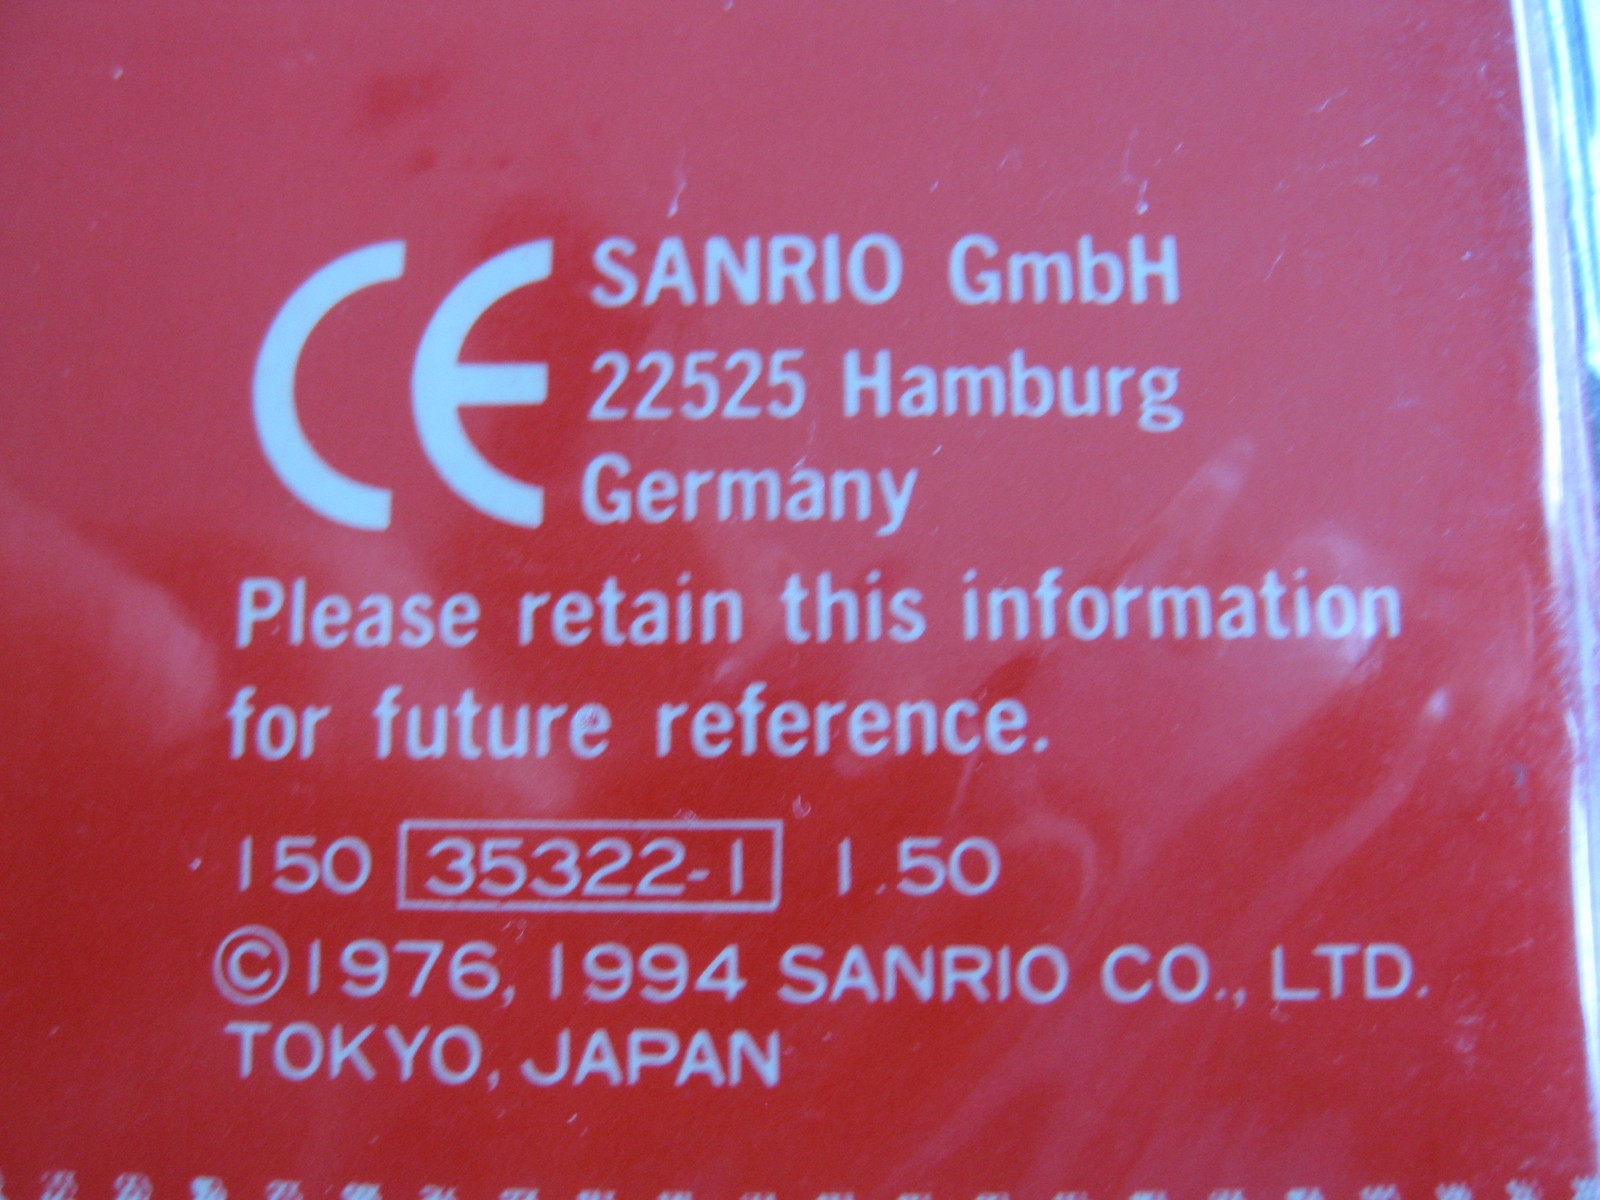 CE SANRIO GmbH
22525 Hamburg
Germany
Please retain this information
for future reference.
150 35322-1 1.50
©1976, 1994 SANRIO CO., LTD.
TOKYO, JAPAN